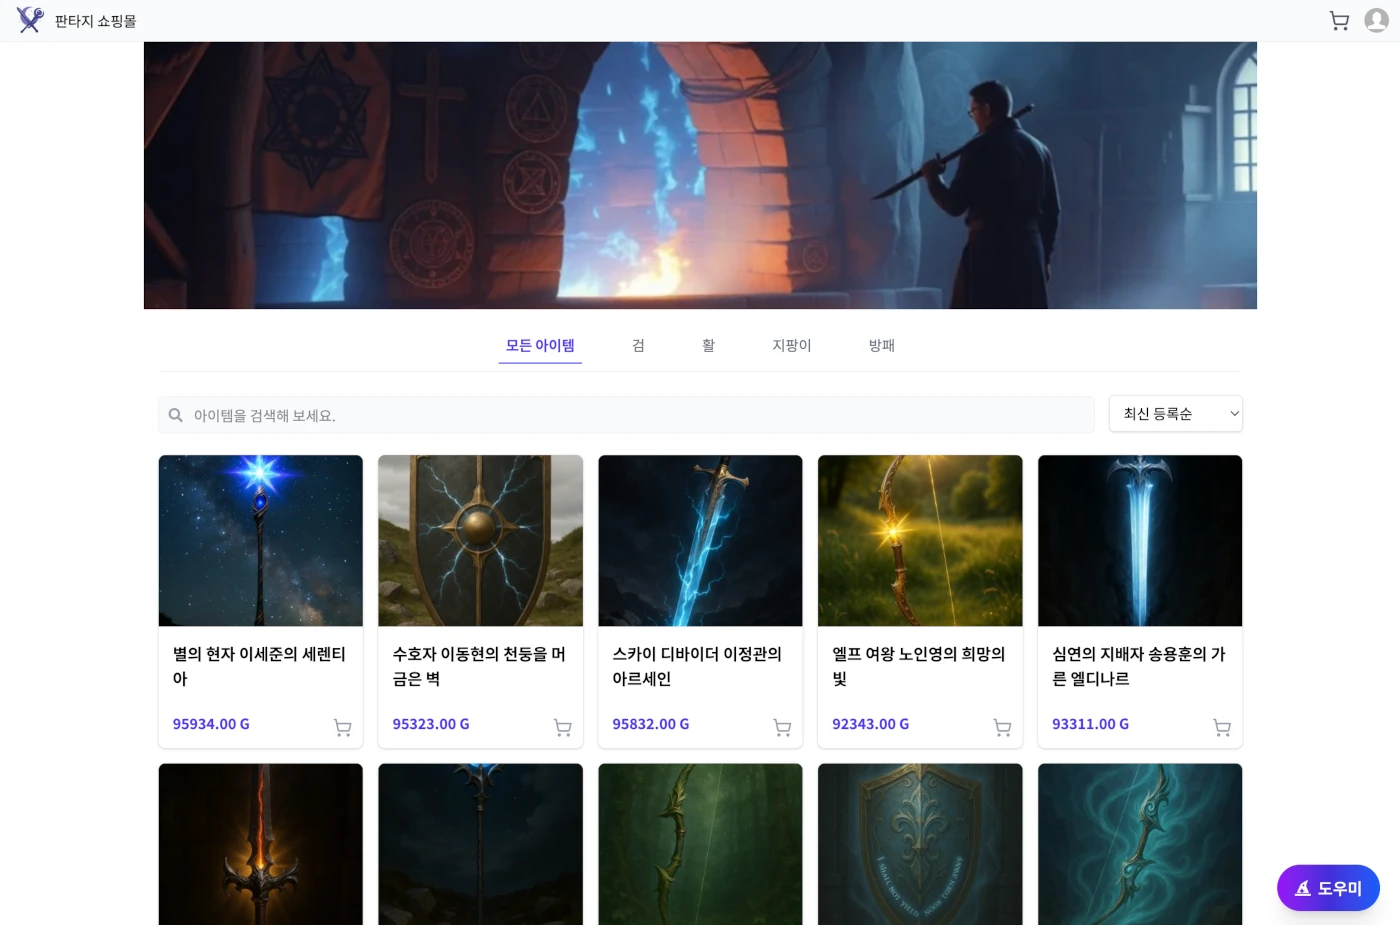 판타지 쇼핑몰
모든 아이템
검
활
지팡이
방패
아이템을 검색해 보세요.
최신 등록순
별의 현자 이세준의 세렌티
아
95934.00 G
수호자 이동현의 천둥을 머
금은 벽
95323.00 G
스카이 디바이더 이정관의
아르세인
95832.00 G
엘프 여왕 노인영의 희망의
빛
92343.00 G
심연의 지배자 송용훈의 가
른 엘디나르
93311.00 G
I SHALL NOT YIELD
도우미